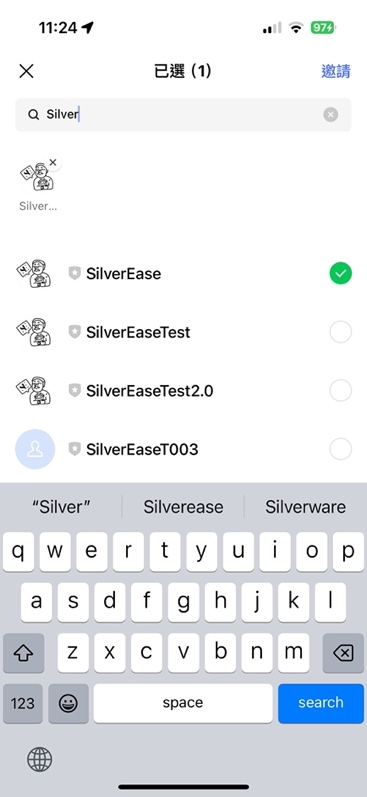 11:24
97
已選 (1)
邀請
Silver
Silver...
SilverEase
SilverEaseTest
SilverEaseTest2.0
SilverEaseT003
“Silver”
Silverease
Silverware
q w e r t y u i o p
a s d f g h j k l
z x c v b n m
123
space
search